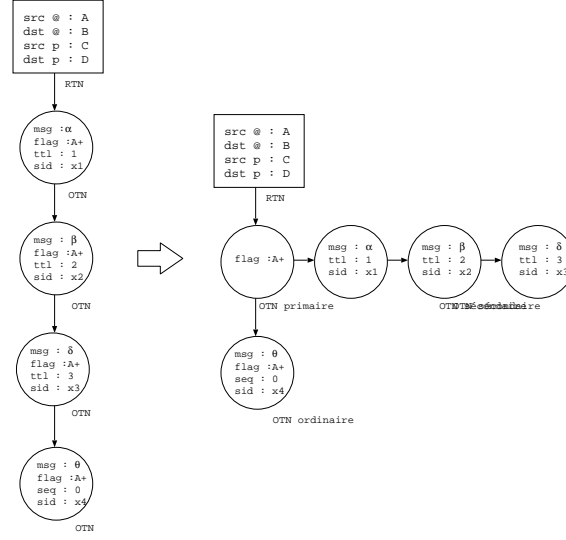 src @ : A
dst @ : B
src p : C
dst p : D
RTN
msg :α
flag :A+
ttl : 1
sid : x1
OTN
msg : β
flag :A+
ttl : 2
sid : x2
OTN
msg : δ
flag :A+
ttl : 3
sid : x3
OTN
msg : θ
flag :A+
seq : 0
sid : x4
OTN
src @ : A
dst @ : B
src p : C
dst p : D
RTN
flag :A+
OTN primaire
msg : α
ttl : 1
sid : x1
msg : β
ttl : 2
sid : x2
msg : δ
ttl : 3
sid : x3
OTN
msg : θ
flag :A+
seq : 0
sid : x4
OTN ordinaire